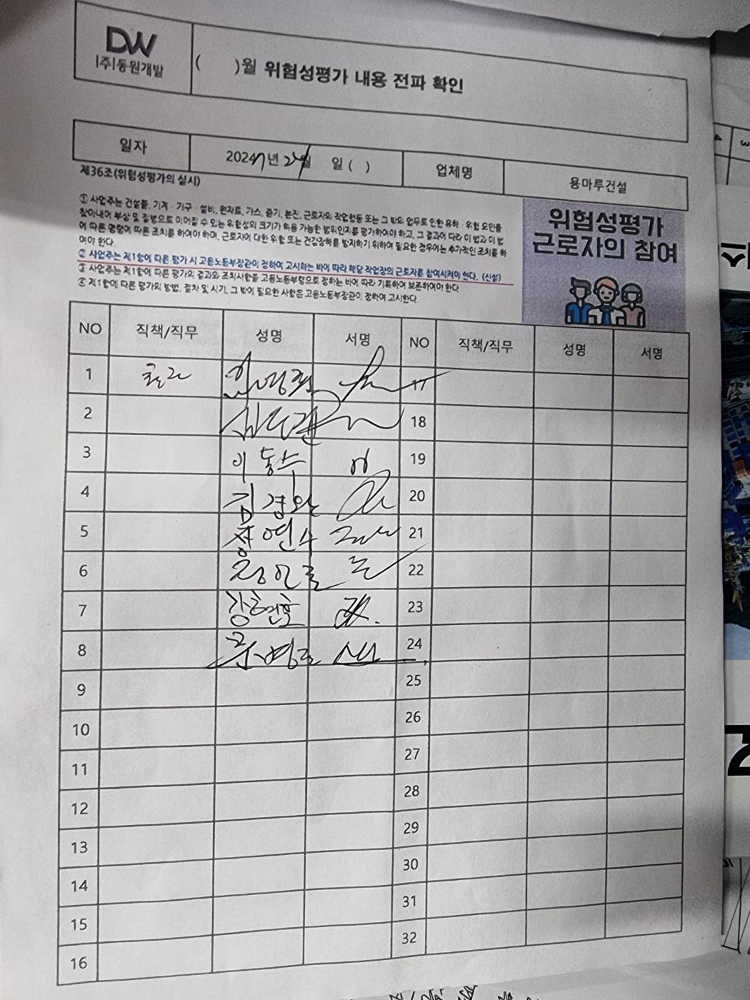 DW
(주)동원개발
( )월 위험성평가 내용 전파 확인
일자
2024년 일 ( )
업체명
용마루건설
제36조(위험성평가의 실시)
① 사업주는 건설물, 기계ㆍ기구ㆍ설비, 원재료, 가스, 증기, 분진, 근로자의 작업행동 또는 그 밖의 업무로 인한 유해ㆍ위험 요인을
찾아내어 부상 및 질병으로 이어질 수 있는 위험성의 크기가 허용 가능한 범위인지를 평가하여야 하고, 그 결과에 따라 이 법과 이 법
에 따른 명령에 따른 조치를 하여야 하며, 근로자에 대한 위험 또는 건강장해를 방지하기 위하여 필요한 경우에는 추가적인 조치를 하
여야 한다.
② 사업주는 제1항에 따른 평가 시 고용노동부장관이 정하여 고시하는 바에 따라 해당 작업장의 근로자를 참여시켜야 한다. (신설)
③ 사업주는 제1항에 따른 평가의 결과와 조치사항을 고용노동부령으로 정하는 바에 따라 기록하여 보존하여야 한다
④ 제1항에 따른 평가의 방법, 절차 및 시기, 그 밖에 필요한 사항은 고용노동부장관이 정하여 고시한다
위험성평가
근로자의 참여
NO 직책/직무 성명 서명 NO 직책/직무 성명 서명
1 17
2 18
3 이동수 19
4 김경완 20
5 21
6 22
7 강현호 23
8 24
9 25
10 26
11 27
12 28
13 29
14 30
15 31
16 32